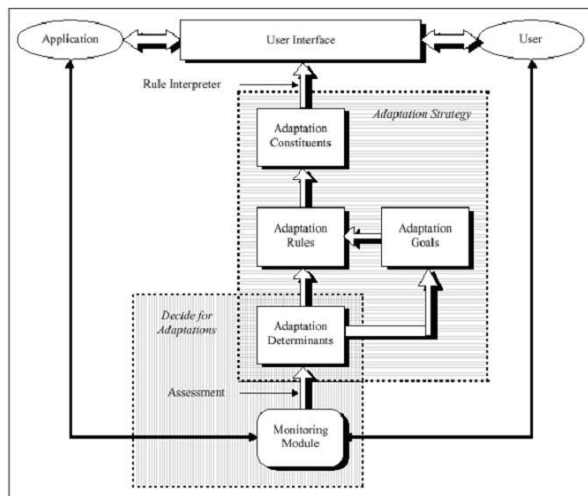 Application
User Interface
User
Rule Interpreter
Adaptation Strategy
Adaptation
Constituents
Adaptation
Rules
Adaptation
Goals
Decide for
Adaptations
Adaptation
Determinants
Assessment
Monitoring
Module